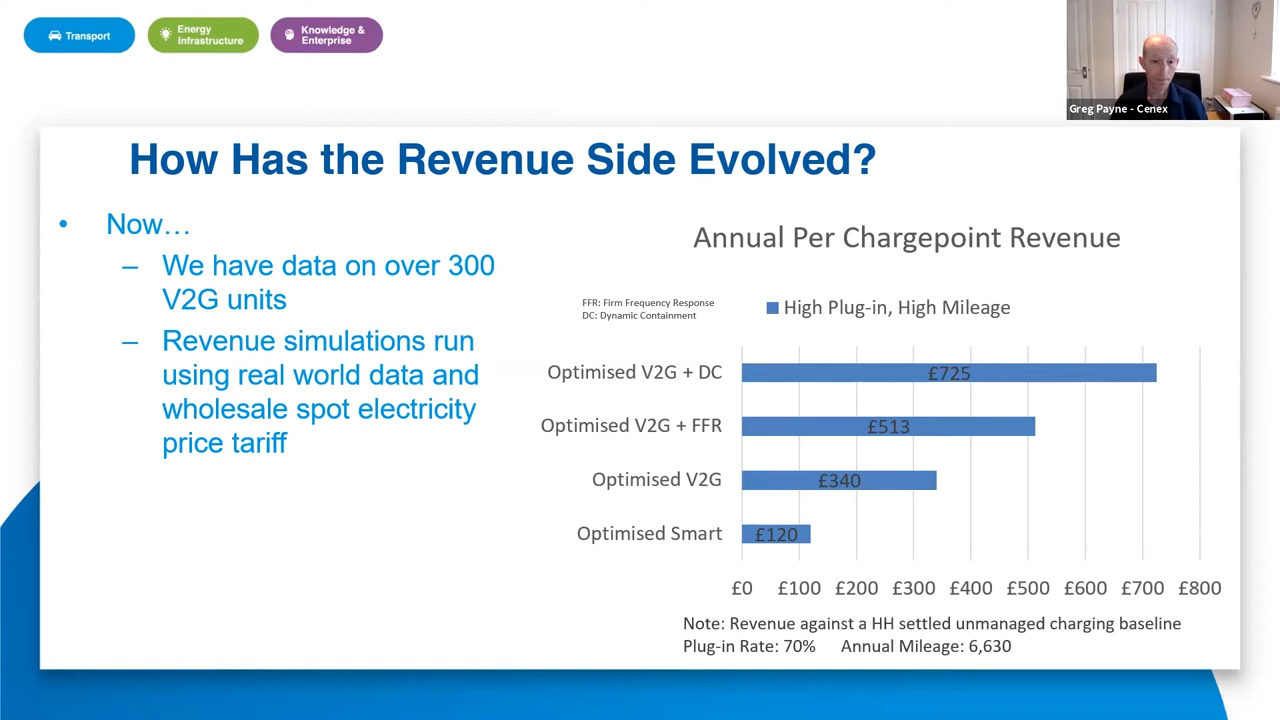 Transport
Energy
Infrastructure
Knowledge &
Enterprise
Greg Payne - Cenex
How Has the Revenue Side Evolved?
• Now…
– We have data on over 300
V2G units
– Revenue simulations run
using real world data and
wholesale spot electricity
price tariff
Annual Per Chargepoint Revenue
FFR: Firm Frequency Response
DC: Dynamic Containment
High Plug-in, High Mileage
Optimised V2G + DC £725
Optimised V2G + FFR £513
Optimised V2G £340
Optimised Smart £120
£0 £100 £200 £300 £400 £500 £600 £700 £800
Note: Revenue against a HH settled unmanaged charging baseline
Plug-in Rate: 70% Annual Mileage: 6,630